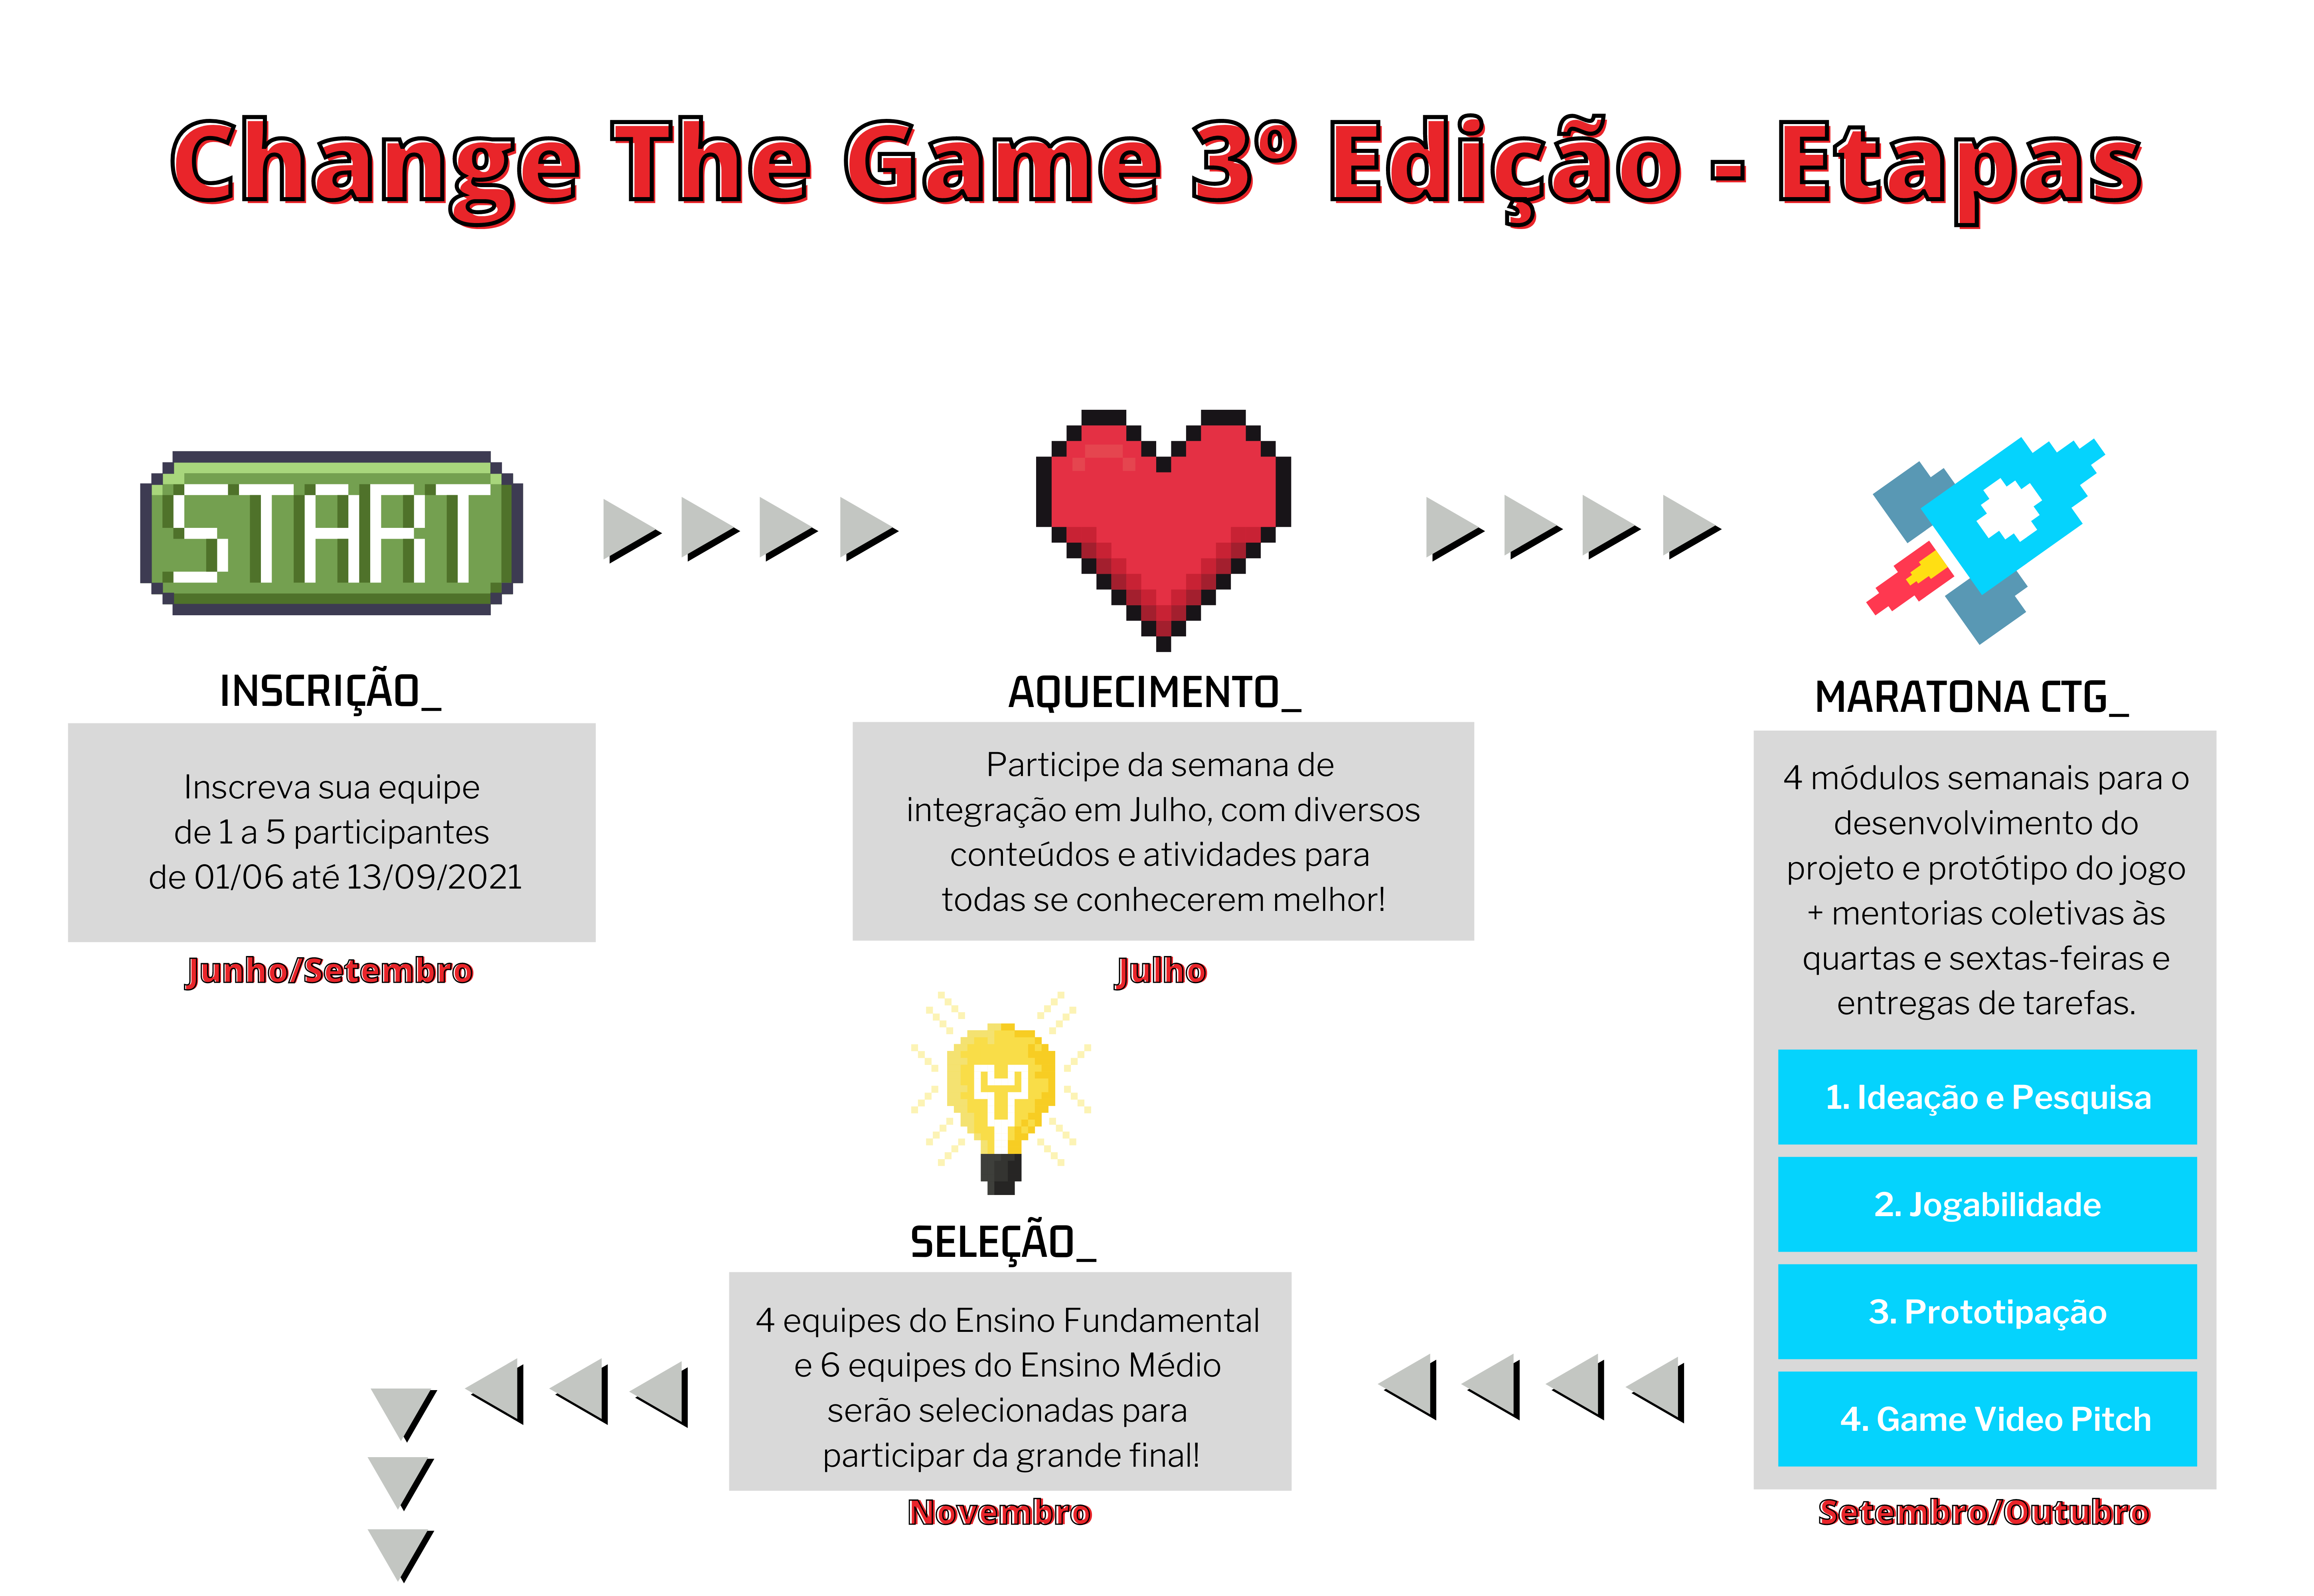 Change The Game 3º Edição - Etapas
START
INSCRIÇÃO_
Inscreva sua equipe
de 1 a 5 participantes
de 01/06 até 13/09/2021
Junho/Setembro
AQUECIMENTO_
Participe da semana de
integração em Julho, com diversos
conteúdos e atividades para
todas se conhecerem melhor!
Julho
MARATONA CTG_
4 módulos semanais para o
desenvolvimento do
projeto e protótipo do jogo
+ mentorias coletivas às
quartas e sextas-feiras e
entregas de tarefas.
1. Ideação e Pesquisa
2. Jogabilidade
3. Prototipação
4. Game Video Pitch
Setembro/Outubro
SELEÇÃO_
4 equipes do Ensino Fundamental
e 6 equipes do Ensino Médio
serão selecionadas para
participar da grande final!
Novembro